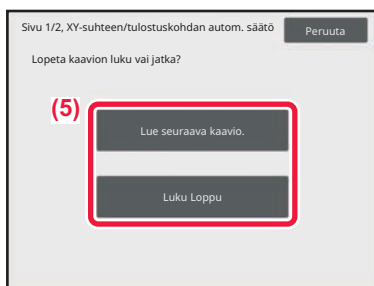 Sivu 1/2, XY-suhteen/tulostuskohdan autom. säätö
Peruuta
Lopeta kaavion luku vai jatka?
(5)
Lue seuraava kaavio.
Luku Loppu